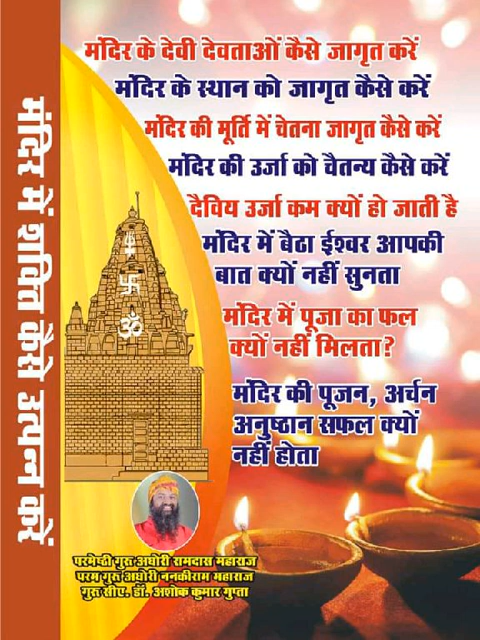 मंदिर में शक्ति कैसे उत्पन्न करें
मंदिर के देवी देवताओं कैसे जागृत करें
मंदिर के स्थान को जागृत कैसे करें
मंदिर की मूर्ति में चेतना जागृत कैसे करें
मंदिर की उर्जा को चैतन्य कैसे करें
दैविय उर्जा कम क्यों हो जाती है
मंदिर में बैठा ईश्वर आपकी
बात क्यों नहीं सुनता
मंदिर में पूजा का फल
क्यों नहीं मिलता?
मंदिर की पूजन, अर्चन
अनुष्ठान सफल क्यों
नहीं होता
卐
ॐ
परमेष्ठी गुरु अघोरी रामदास महाराज
परम गुरु अघोरी ननकीराम महाराज
गुरु सीए. डॉ. अशोक कुमार गुप्ता